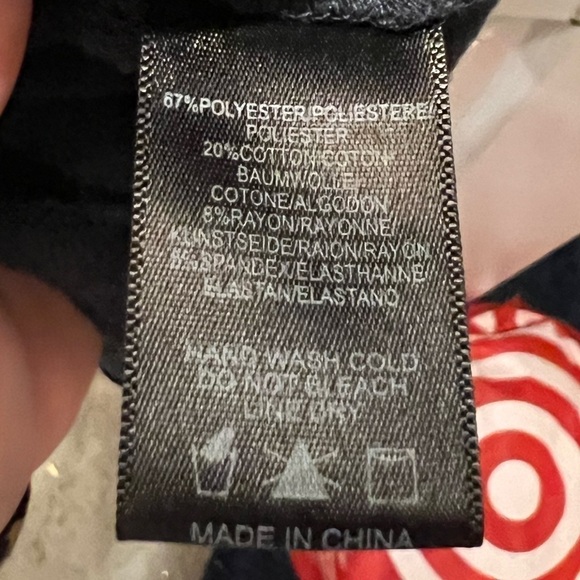 67%POLYESTER/POLIESTERE/
POLIESTER
20%COTTON/COTON
BAUMWOLLE
COTONE/ALGODON
8%RAYON/RAYONNE/
KUNSTSEIDE/RAION/RAYON
5%SPANDEX/ELASTHANNE
ELASTAN/ELASTANO
HAND WASH COLD
DO NOT BLEACH
LINE DRY
MADE IN CHINA